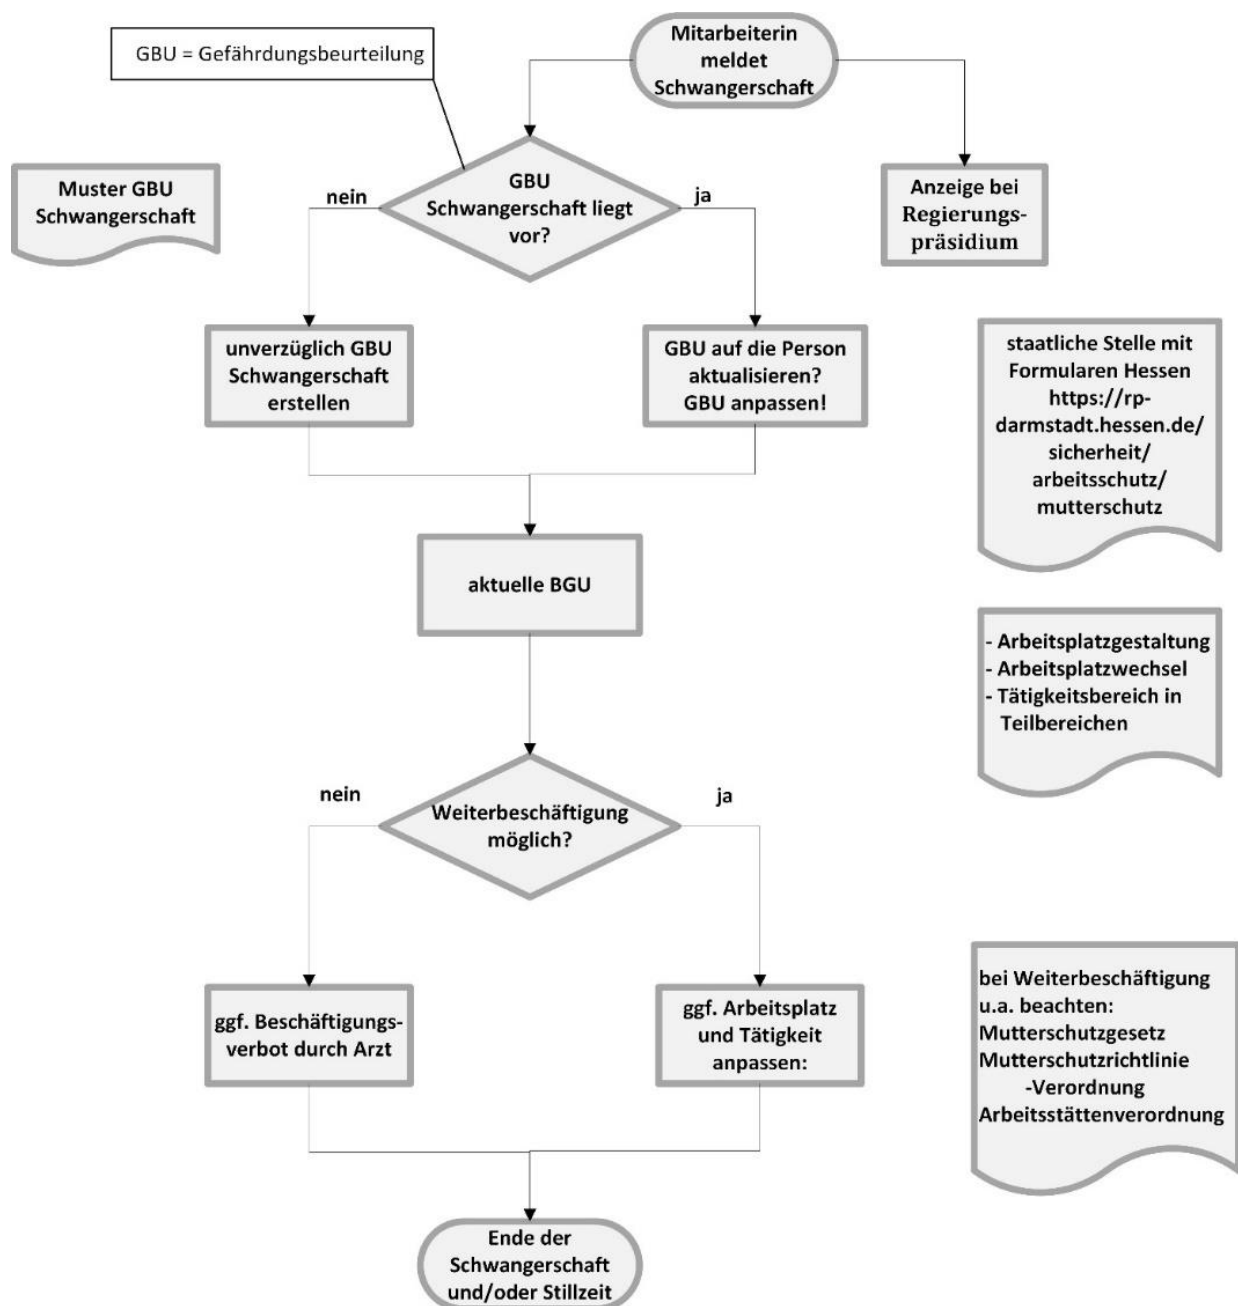 GBU = Gefährdungsbeurteilung
Mitarbeiterin
meldet
Schwangerschaft
Muster GBU
Schwangerschaft
nein
GBU
Schwangerschaft liegt
vor?
ja
Anzeige bei
Regierungs-
präsidium
unverzüglich GBU
Schwangerschaft
erstellen
GBU auf die Person
aktualisieren?
GBU anpassen!
staatliche Stelle mit
Formularen Hessen
https://rp-
darmstadt.hessen.de/
sicherheit/
arbeitsschutz/
mutterschutz
aktuelle BGU
- Arbeitsplatzgestaltung
- Arbeitsplatzwechsel
- Tätigkeitsbereich in
Teilbereichen
nein
Weiterbeschäftigung
möglich?
ja
ggf. Beschäftigungs-
verbot durch Arzt
ggf. Arbeitsplatz
und Tätigkeit
anpassen:
bei Weiterbeschäftigung
u.a. beachten:
Mutterschutzgesetz
Mutterschutzrichtlinie
-Verordnung
Arbeitsstättenverordnung
Ende der
Schwangerschaft
und/oder Stillzeit